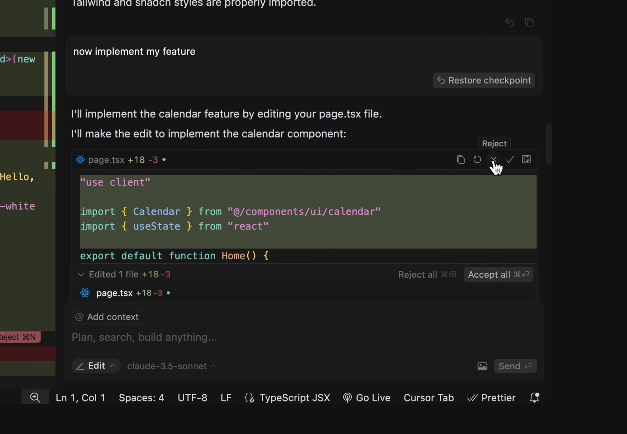 Tailwind and shadcn styles are properly imported.
d>(new
now implement my feature
Restore checkpoint
I'll implement the calendar feature by editing your page.tsx file.
I'll make the edit to implement the calendar component:
Reject
page.tsx +18 -3 •
"use client"
Hello,
-white
import { Calendar } from "@/components/ui/calendar"
import { useState } from "react"
export default function Home() {
Edited 1 file +18 -3
Reject all ⌘⌫
Accept all ⌘⏎
page.tsx +18 -3 •
@ Add context
Plan, search, build anything...
Reject ⌘N
Edit
claude-3.5-sonnet
Send ⏎
Ln 1, Col 1 Spaces: 4 UTF-8 LF {} TypeScript JSX Go Live Cursor Tab Prettier